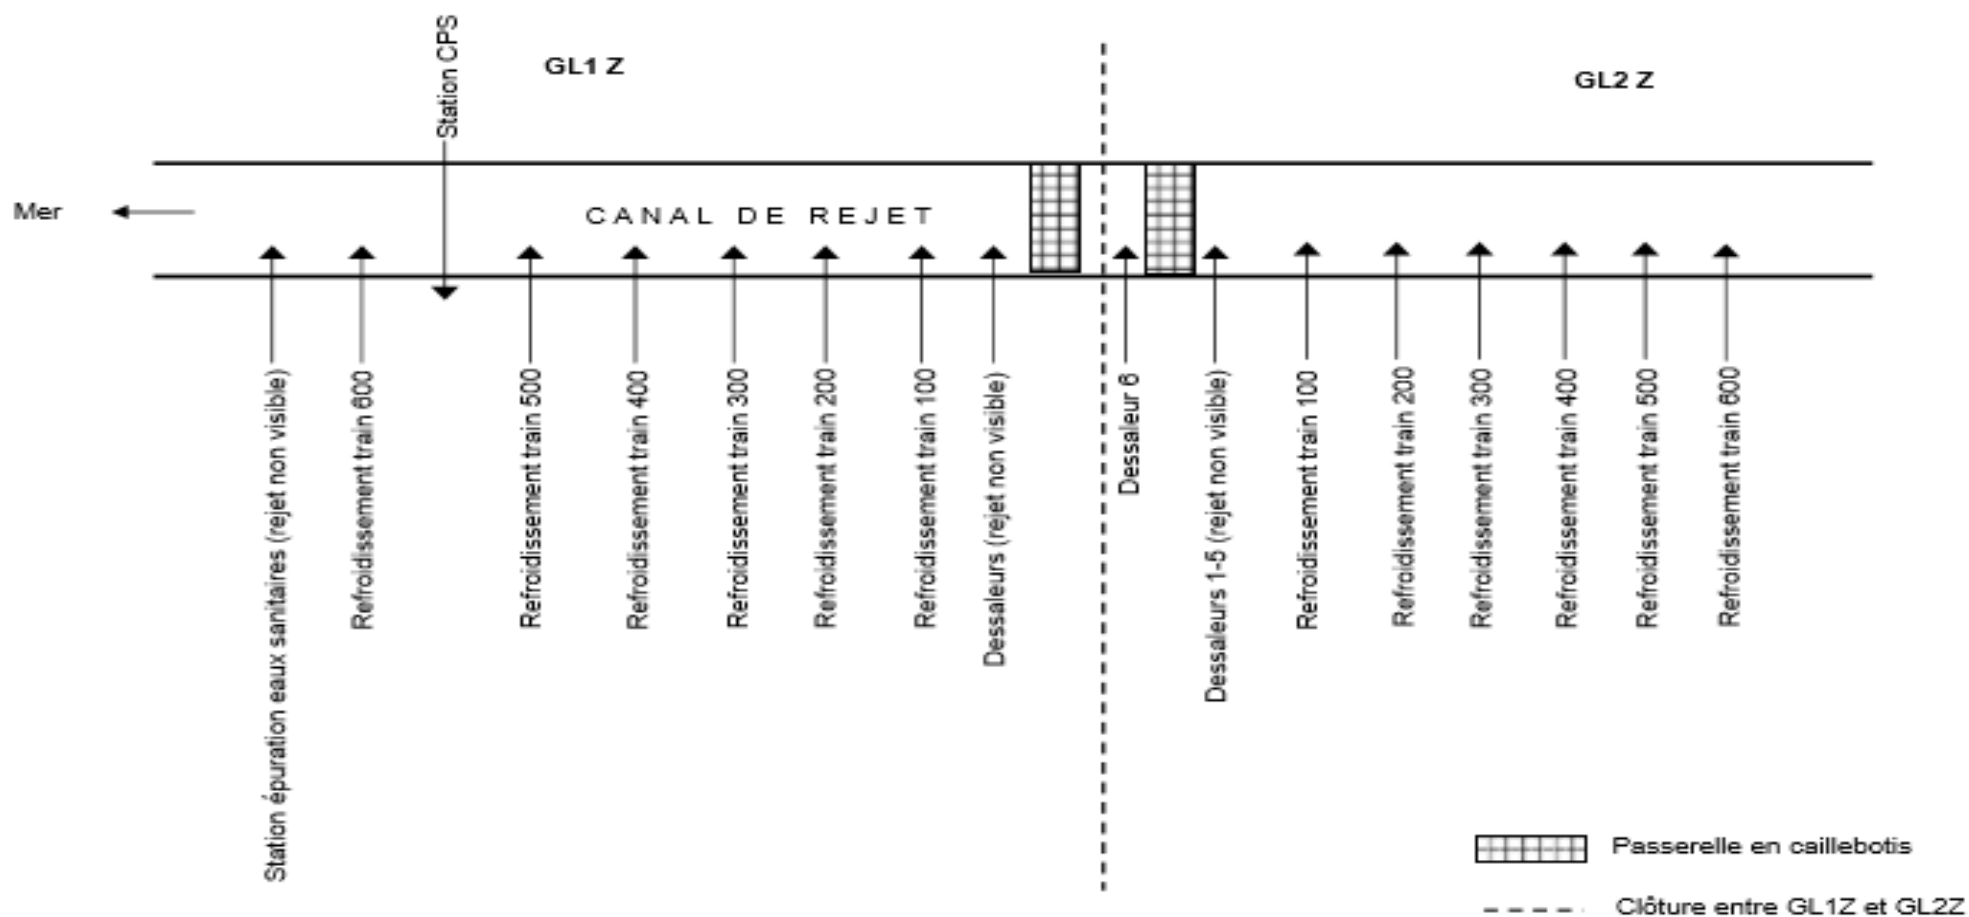 Station CPS
GL1 Z
GL2 Z
Mer
CANAL DE REJET
Station épuration eaux sanitaires (rejet non visible)
Refroidissement train 600
Refroidissement train 500
Refroidissement train 400
Refroidissement train 300
Refroidissement train 200
Refroidissement train 100
Dessaleurs (rejet non visible)
Dessaleur 6
Dessaleurs 1-5 (rejet non visible)
Refroidissement train 100
Refroidissement train 200
Refroidissement train 300
Refroidissement train 400
Refroidissement train 500
Refroidissement train 600
Passerelle en caillebotis
Clôture entre GL1Z et GL2Z